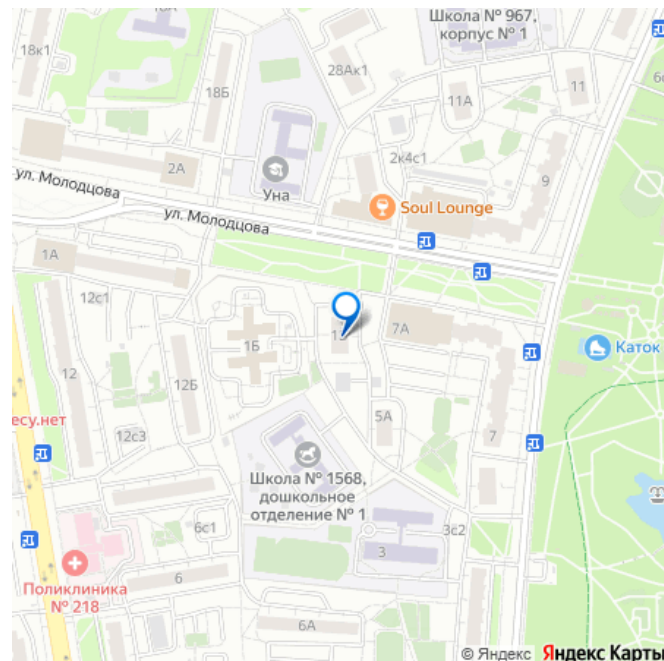 Школа № 967,
корпус № 1
18к1
28Ак1
18Б
11А
11
2к4с1
2А
Уна
9
ул. Молодцова
Soul Lounge
ул. Молодцова
1А
12с1
7А
Каток
1Б
12
12Б
5А
есу.нет
12с3
7
Школа № 1568,
дошкольное
отделение № 1
6с1
3с2
3
Поликлиника
№ 218
6
6А
© Яндекс Яндекс Карты